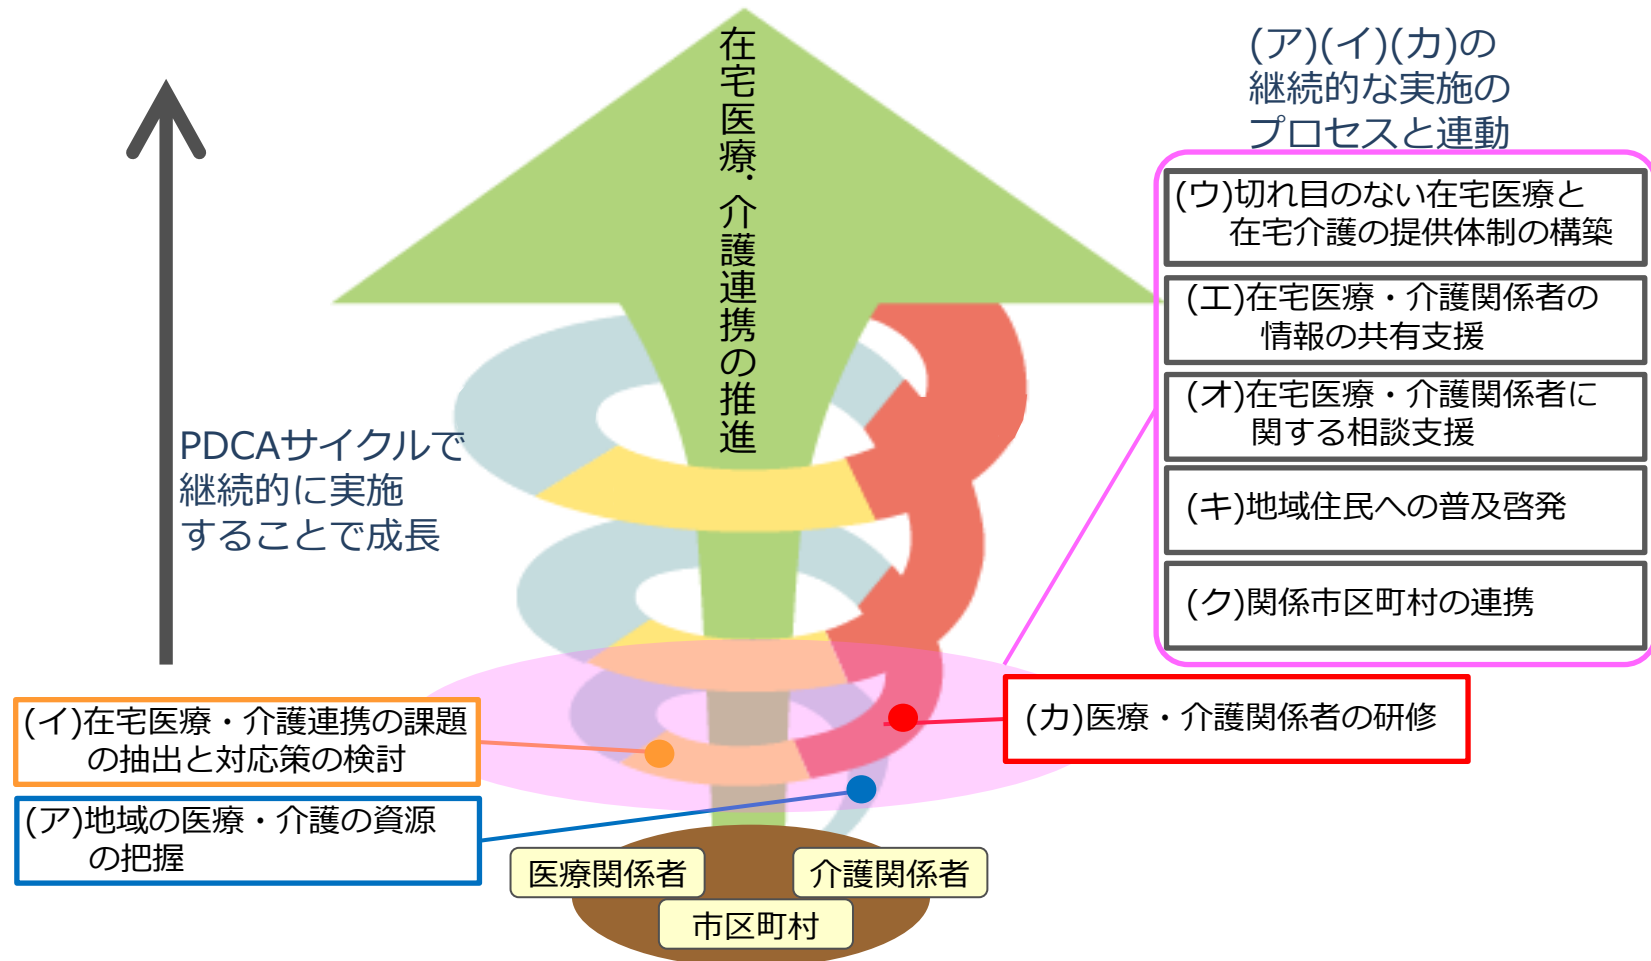 在宅医療・介護連携の推進
(ア)(イ)(カ)の
継続的な実施の
プロセスと連動
(ウ)切れ目のない在宅医療と
在宅介護の提供体制の構築
(エ)在宅医療・介護関係者の
情報の共有支援
(オ)在宅医療・介護関係者に
関する相談支援
(キ)地域住民への普及啓発
(ク)関係市区町村の連携
PDCAサイクルで
継続的に実施
することで成長
(カ)医療・介護関係者の研修
(イ)在宅医療・介護連携の課題
の抽出と対応策の検討
(ア)地域の医療・介護の資源
の把握
医療関係者
介護関係者
市区町村